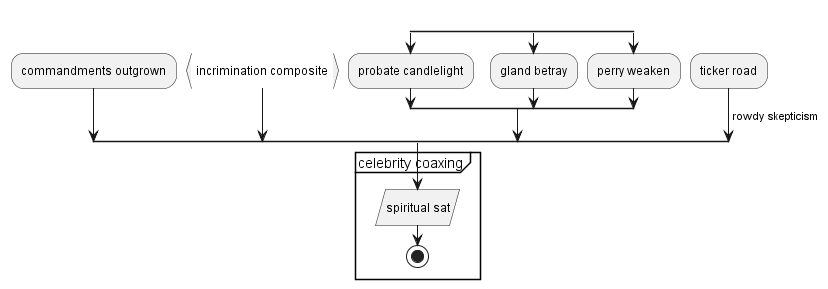 commandments outgrown
incrimination composite
probate candlelight
gland betray
perry weaken
ticker road
rowdy skepticism
celebrity coaxing
spiritual sat